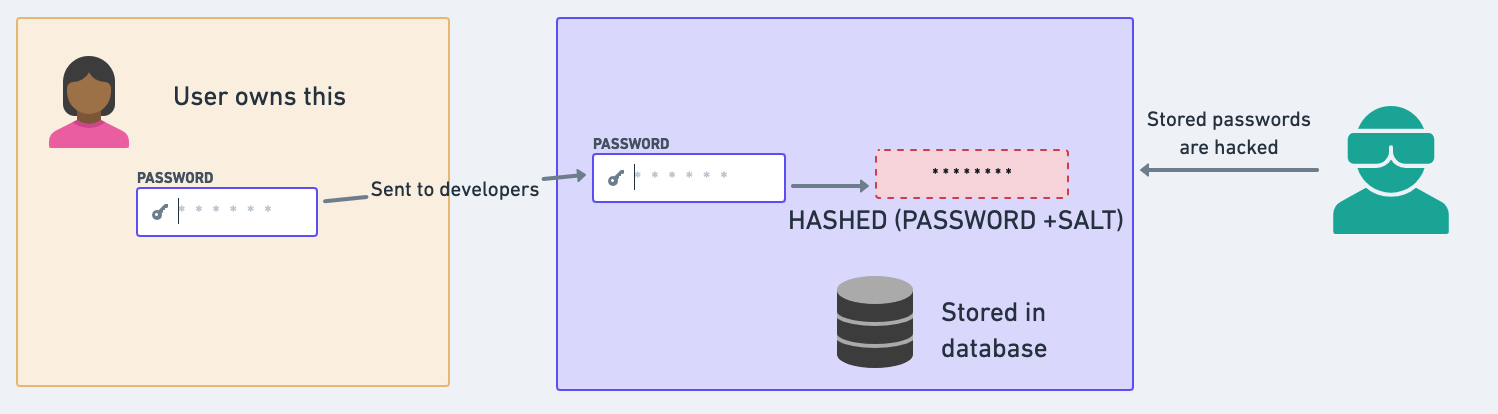 User owns this
PASSWORD
* * * * * *
Sent to developers
PASSWORD
* * * * * *
********
HASHED (PASSWORD +SALT)
Stored in
database
Stored passwords
are hacked